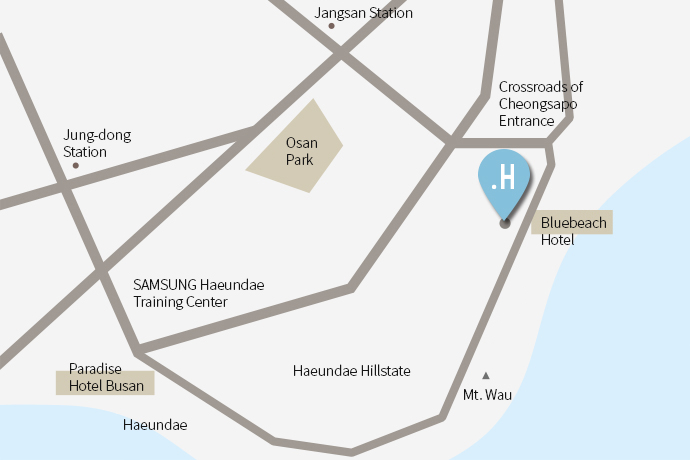 Jangsan Station
Crossroads of
Cheongsapo
Entrance
Jung-dong
Station
Osan
Park
.H
Bluebeach
Hotel
SAMSUNG Haeundae
Training Center
Paradise
Hotel Busan
Haeundae Hillstate
Mt. Wau
Haeundae